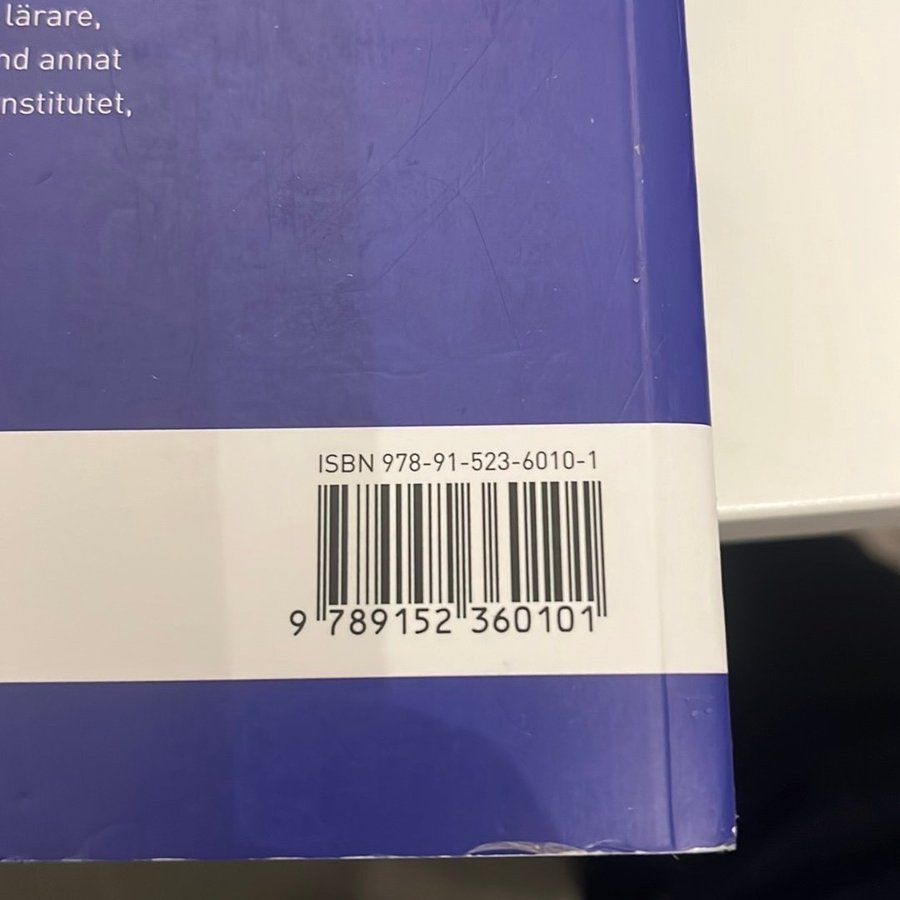 lärare,
nd annat
nstitutet,
ISBN 978-91-523-6010-1
9 789152 360101